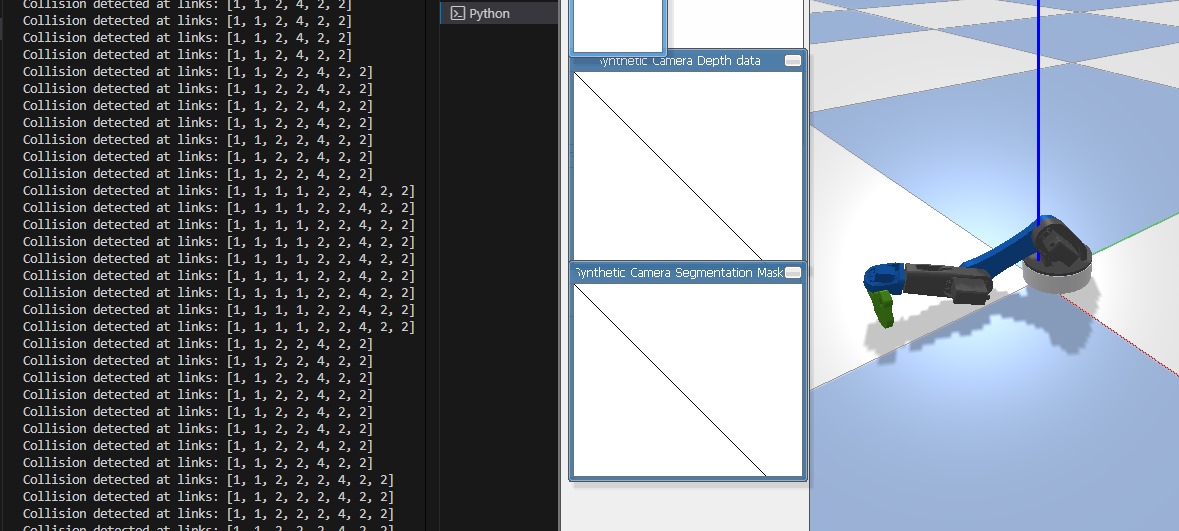 Collision detected at links: [1, 1, 2, 4, 2, 2]
Collision detected at links: [1, 1, 2, 4, 2, 2]
Collision detected at links: [1, 1, 2, 4, 2, 2]
Collision detected at links: [1, 1, 2, 4, 2, 2]
Collision detected at links: [1, 1, 2, 2, 4, 2, 2]
Collision detected at links: [1, 1, 2, 2, 4, 2, 2]
Collision detected at links: [1, 1, 2, 2, 4, 2, 2]
Collision detected at links: [1, 1, 2, 2, 4, 2, 2]
Collision detected at links: [1, 1, 2, 2, 4, 2, 2]
Collision detected at links: [1, 1, 2, 2, 4, 2, 2]
Collision detected at links: [1, 1, 2, 2, 4, 2, 2]
Collision detected at links: [1, 1, 1, 1, 2, 2, 4, 2, 2]
Collision detected at links: [1, 1, 1, 1, 2, 2, 4, 2, 2]
Collision detected at links: [1, 1, 1, 1, 2, 2, 4, 2, 2]
Collision detected at links: [1, 1, 1, 1, 2, 2, 4, 2, 2]
Collision detected at links: [1, 1, 1, 1, 2, 2, 4, 2, 2]
Collision detected at links: [1, 1, 1, 1, 2, 2, 4, 2, 2]
Collision detected at links: [1, 1, 1, 1, 2, 2, 4, 2, 2]
Collision detected at links: [1, 1, 1, 1, 2, 2, 4, 2, 2]
Collision detected at links: [1, 1, 1, 1, 2, 2, 4, 2, 2]
Collision detected at links: [1, 1, 2, 2, 4, 2, 2]
Collision detected at links: [1, 1, 2, 2, 4, 2, 2]
Collision detected at links: [1, 1, 2, 2, 4, 2, 2]
Collision detected at links: [1, 1, 2, 2, 4, 2, 2]
Collision detected at links: [1, 1, 2, 2, 4, 2, 2]
Collision detected at links: [1, 1, 2, 2, 4, 2, 2]
Collision detected at links: [1, 1, 2, 2, 4, 2, 2]
Collision detected at links: [1, 1, 2, 2, 4, 2, 2]
Collision detected at links: [1, 1, 2, 2, 2, 4, 2, 2]
Collision detected at links: [1, 1, 2, 2, 2, 4, 2, 2]
Collision detected at links: [1, 1, 2, 2, 2, 4, 2, 2]
Collision detected at links: [1, 1, 2, 2, 2, 4, 2, 2]
Python
ynthetic Camera Depth data
Synthetic Camera Segmentation Mask